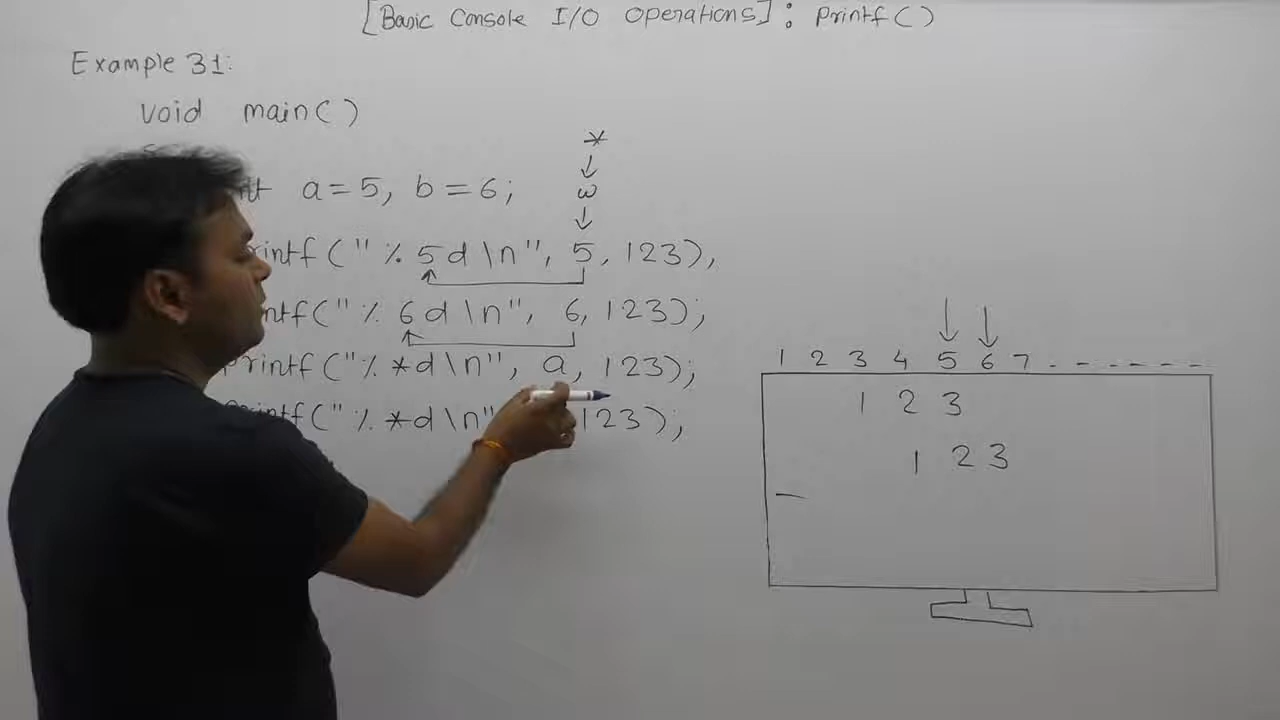 [Basic Console I/O Operations] : printf()
Example 31:
void main()
*
↓
a=5, b=6;
ω
↓
printf("%5d\n", 5, 123),
ntf("%6d\n", 6, 123);
printf("%*d\n", a, 123);
printf("%*d\n" 123);
1 2 3 4 5 6 7 . - - - - -
1 2 3
1 2 3